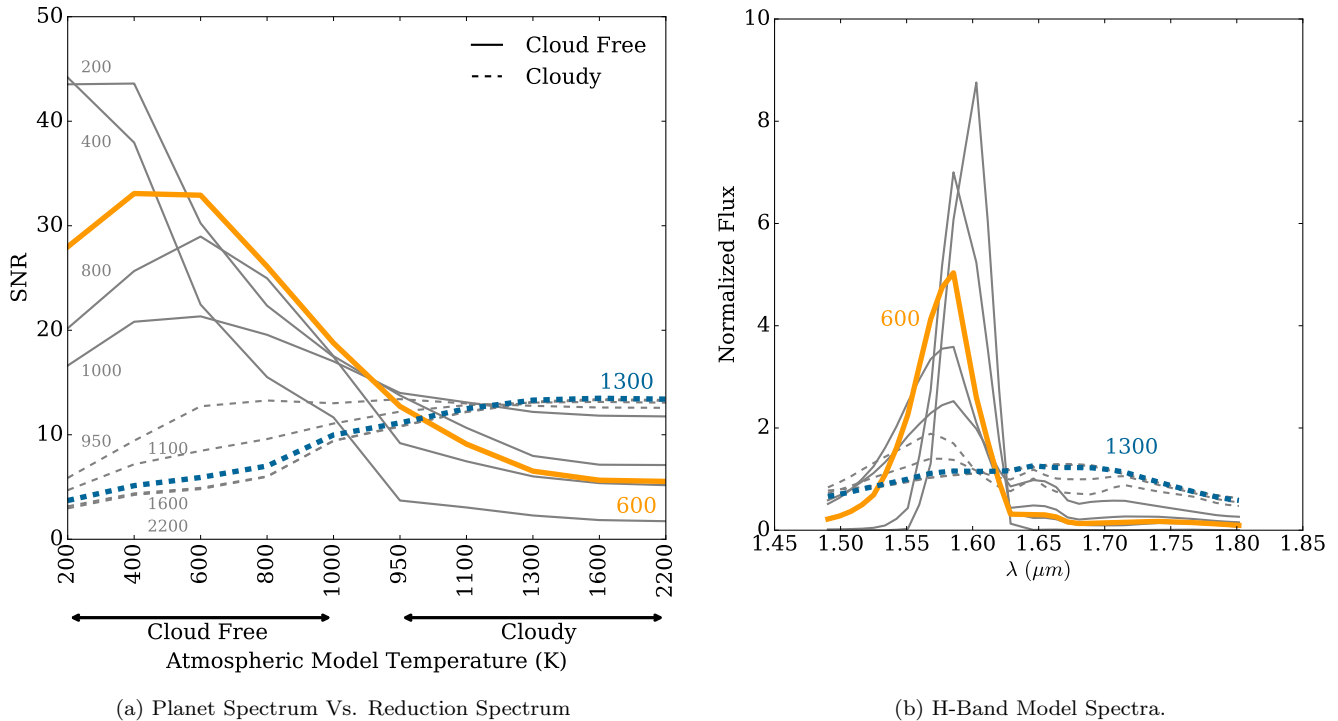 50
40
30
20
10
0
SNR
Cloud Free
Cloudy
200
400
800
1000
950
1100
1600
2200
1300
600
200 400 600 800 1000 950 1100 1300 1600 2200
Cloud Free Cloudy
Atmospheric Model Temperature (K)
(a) Planet Spectrum Vs. Reduction Spectrum
10
8
6
4
2
0
Normalized Flux
600
1300
1.45 1.50 1.55 1.60 1.65 1.70 1.75 1.80 1.85
λ (μm)
(b) H-Band Model Spectra.